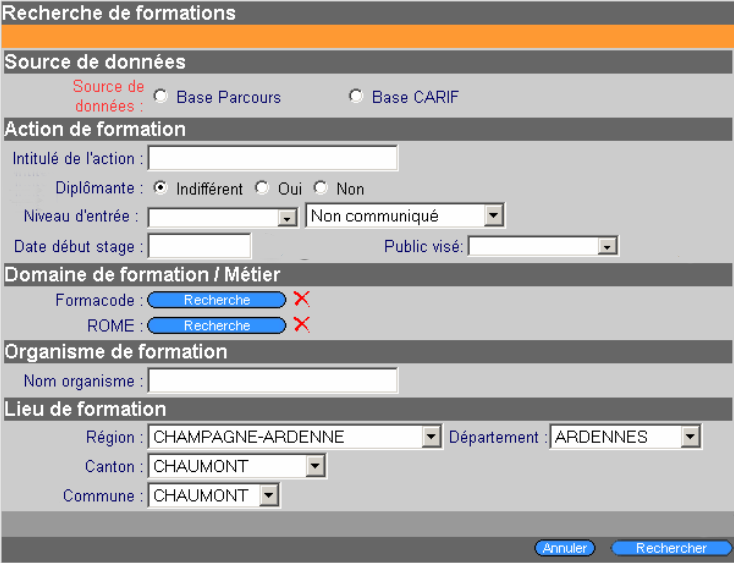 Recherche de formations
Source de données
Source de
données : Base Parcours Base CARIF
Action de formation
Intitulé de l'action :
Diplômante : Indifférent Oui Non
Niveau d'entrée : Non communiqué
Date début stage : Public visé:
Domaine de formation / Métier
Formacode : Recherche
ROME : Recherche
Organisme de formation
Nom organisme :
Lieu de formation
Région : CHAMPAGNE-ARDENNE Département : ARDENNES
Canton : CHAUMONT
Commune : CHAUMONT
Annuler Rechercher